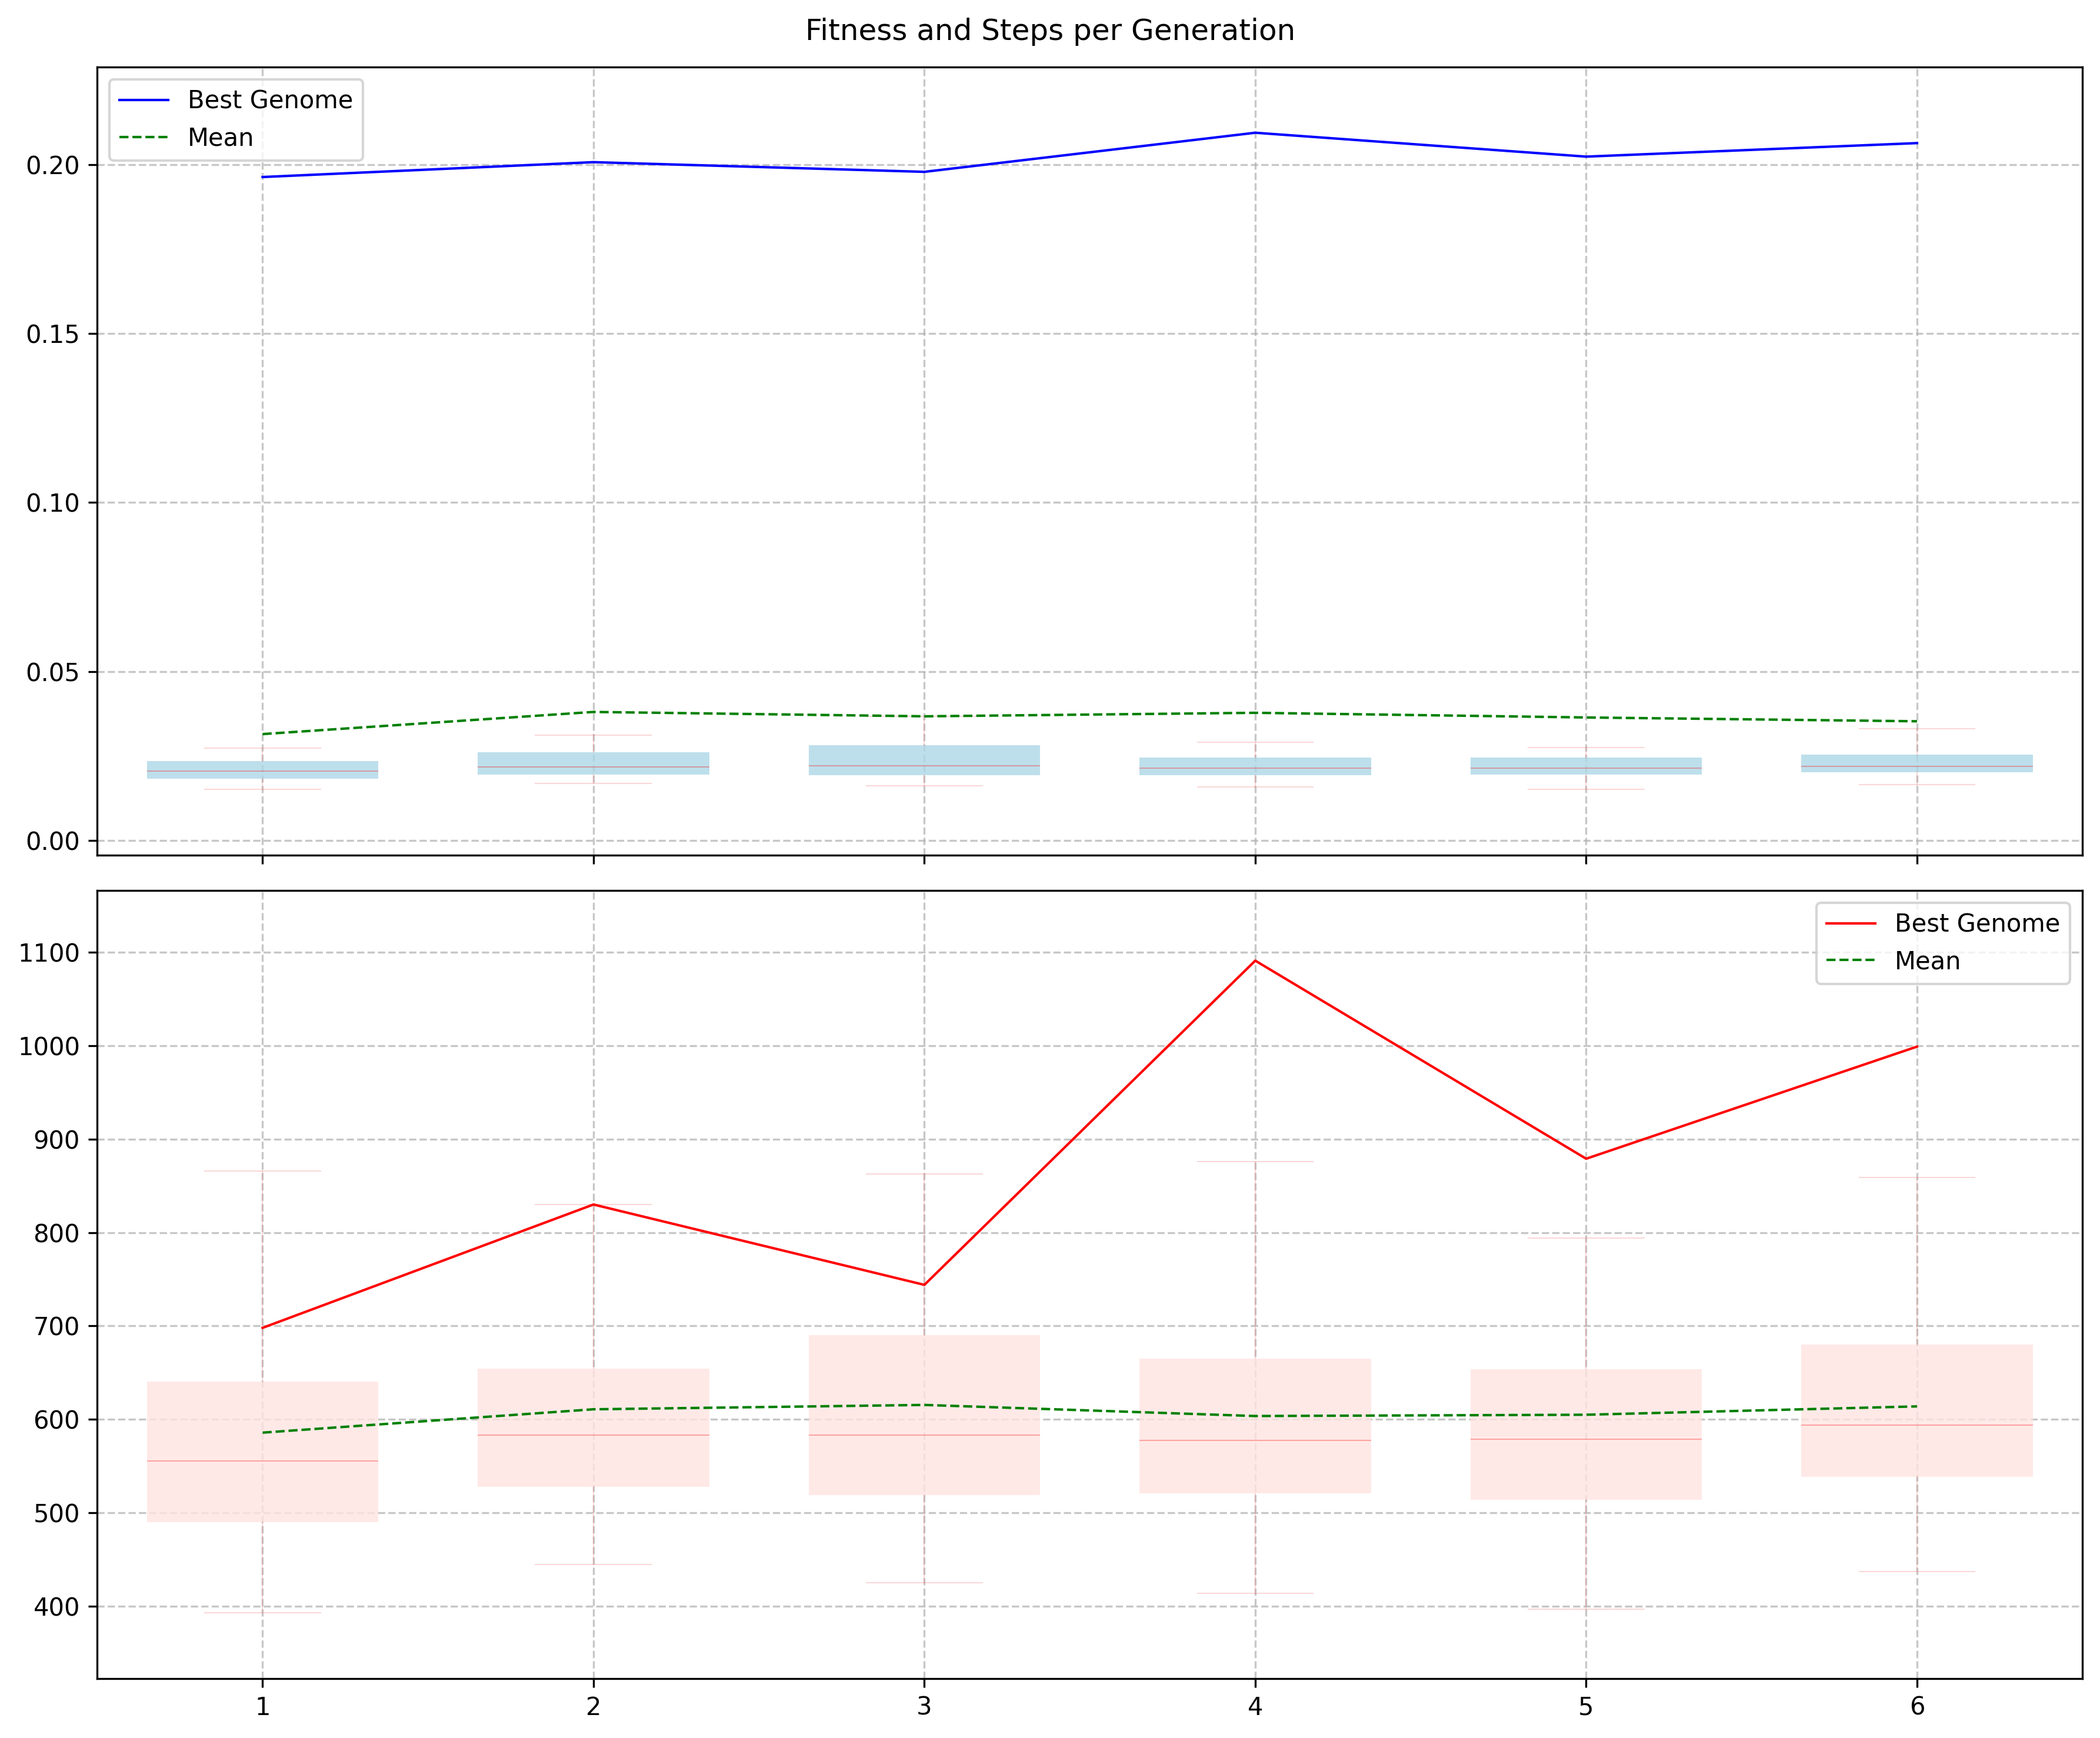 Fitness and Steps per Generation
Best Genome
Mean
0.20
0.15
0.10
0.05
0.00
Best Genome
Mean
1100
1000
900
800
700
600
500
400
1 2 3 4 5 6